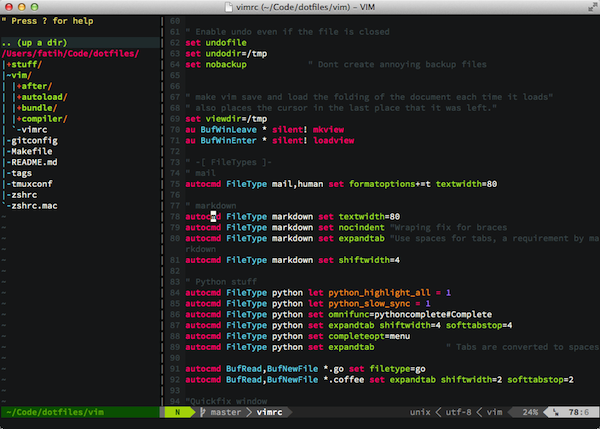 vimrc (~/Code/dotfiles/vim) - VIM
" Press ? for help
.. (up a dir)
/Users/fatih/Code/dotfiles/
|+stuff/
|~vim/
| |+after/
| |+autoload/
| |+bundle/
| |+compiler/
| `-vimrc
|-gitconfig
|-Makefile
|-README.md
|-tags
|-tmuxconf
|-zshrc
`-zshrc.mac
~/Code/dotfiles/vim
60
61 " Enable undo even if the file is closed
62 set undofile
63 set undodir=/tmp
64 set nobackup " Dont create annoying backup files
65
66
67 " make vim save and load the folding of the document each time it loads"
68 " also places the cursor in the last place that it was left."
69 set viewdir=/tmp
70 au BufWinLeave * silent! mkview
71 au BufWinEnter * silent! loadview
72
73 " -[ FileTypes ]-
74 " mail
75 autocmd FileType mail,human set formatoptions+=t textwidth=80
76
77 " markdown
78 autocmd FileType markdown set textwidth=80
79 autocmd FileType markdown set nocindent "Wraping fix for braces
80 autocmd FileType markdown set expandtab "Use spaces for tabs, a requirement by ma
rkdown
81 autocmd FileType markdown set shiftwidth=4
82
83 " Python stuff
84 autocmd FileType python let python_highlight_all = 1
85 autocmd FileType python let python_slow_sync = 1
86 autocmd FileType python set omnifunc=pythoncomplete#Complete
87 autocmd FileType python set expandtab shiftwidth=4 softtabstop=4
88 autocmd FileType python set completeopt=menu
89 autocmd FileType python set expandtab " Tabs are converted to spaces
90
91 autocmd BufRead,BufNewFile *.go set filetype=go
92 autocmd BufRead,BufNewFile *.coffee set expandtab shiftwidth=2 softtabstop=2
93
94 "Quickfix window
N master vimrc unix utf-8 vim 24% 78:6